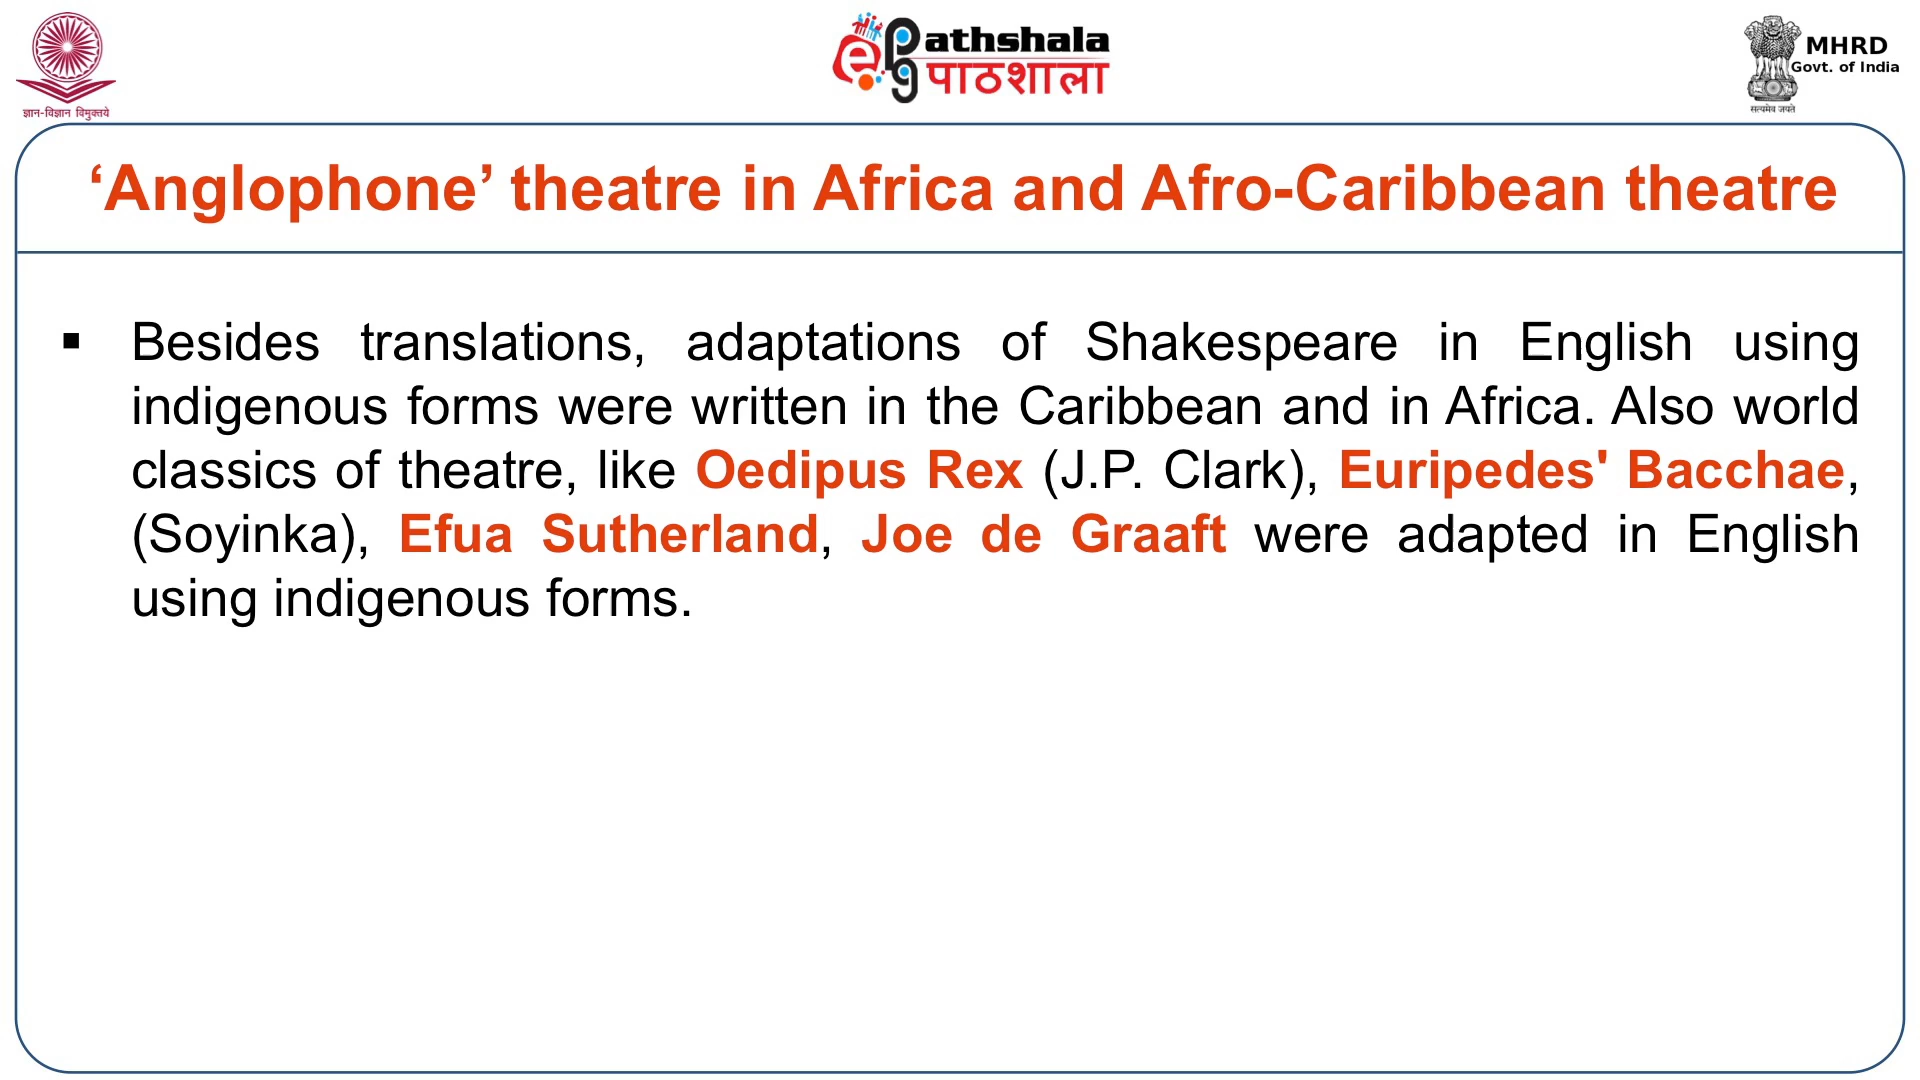 ज्ञान-विज्ञान विमुक्तये
ePathshala
पाठशाला
MHRD
Govt. of India
सत्यमेव जयते
‘Anglophone’ theatre in Africa and Afro-Caribbean theatre
▪ Besides translations, adaptations of Shakespeare in English using
indigenous forms were written in the Caribbean and in Africa. Also world
classics of theatre, like Oedipus Rex (J.P. Clark), Euripedes' Bacchae,
(Soyinka), Efua Sutherland, Joe de Graaft were adapted in English
using indigenous forms.